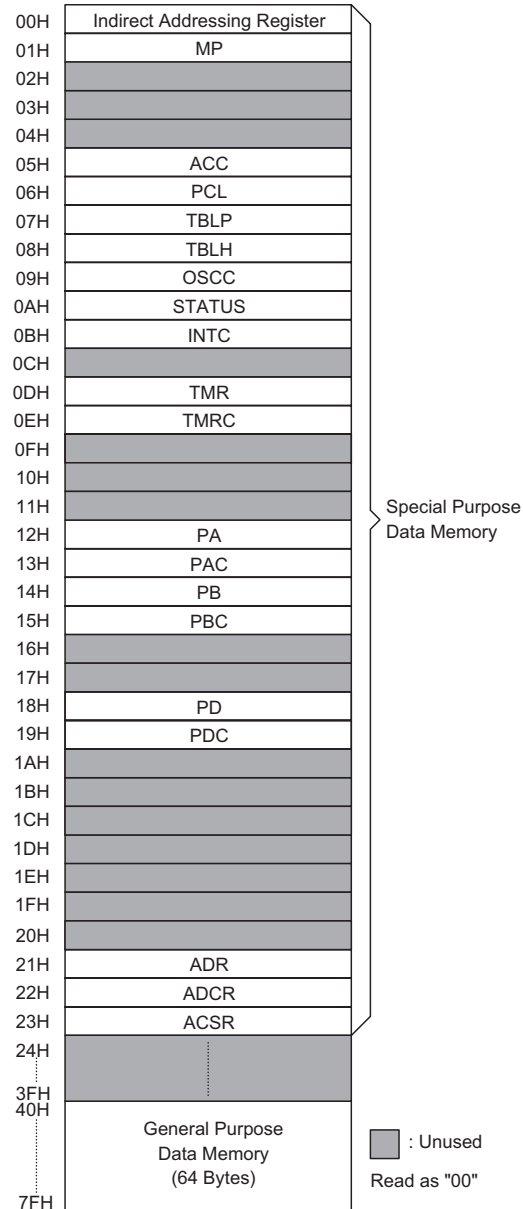 00H Indirect Addressing Register
01H MP
02H
03H
04H
05H ACC
06H PCL
07H TBLP
08H TBLH
09H OSCC
0AH STATUS
0BH INTC
0CH
0DH TMR
0EH TMRC
0FH
10H
11H
Special Purpose
Data Memory
12H PA
13H PAC
14H PB
15H PBC
16H
17H
18H PD
19H PDC
1AH
1BH
1CH
1DH
1EH
1FH
20H
21H ADR
22H ADCR
23H ACSR
24H
3FH
40H
General Purpose
Data Memory
(64 Bytes)
7FH
: Unused
Read as "00"